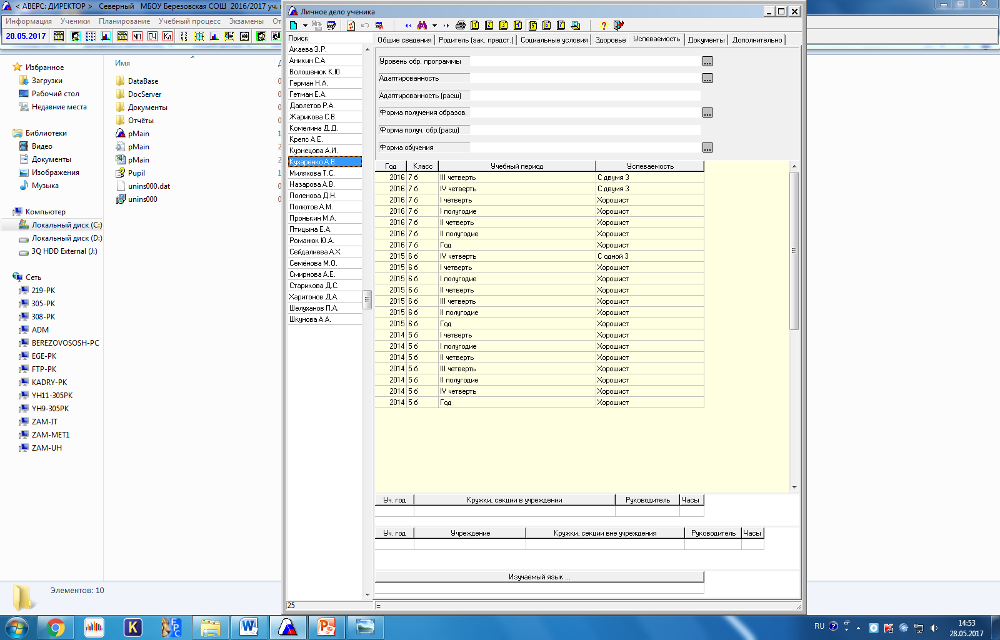 < АВЕРС: ДИРЕКТОР > Северный МБОУ Березовская СОШ 2016/2017 уч.
Информация Ученики Планирование Учебный процесс Экзамены От
28.05.2017
ЧП СЧ Кл
Личное дело ученика
1 2 3 4 5 6 7
Имя
Избранное
Загрузки
Рабочий стол
Недавние места
Библиотеки
Видео
Документы
Изображения
Музыка
Компьютер
Локальный диск (C:)
Локальный диск (D:)
3Q HDD External (J:)
Сеть
219-PK
305-PK
308-PK
ADM
BEREZOVOSOSH-PC
EGE-PK
FTP-PK
KADRY-PK
YH11-305PK
YH9-305PK
ZAM-IT
ZAM-MET1
ZAM-UH
DataBase
DocServer
Документы
Отчёты
pMain
pMain
pMain
Pupil
unins000.dat
unins000
Поиск
Акаева Э.Р.
Аникин С.А.
Волошенюк К.Ю.
Герман Н.А.
Гетман Е.А.
Давлетов Р.А.
Жарикова С.В.
Комелина Д.Д.
Крепс А.Е.
Кузнецова А.И.
Кухаренко А.В.
Миляхова Т.С.
Назарова А.В.
Поленова Д.Н.
Полютов А.М.
Пронькин М.А.
Птицына Е.А.
Романюк Ю.А.
Сейдалиева А.Х.
Семёнова М.О.
Смирнова А.Е.
Старикова Д.С.
Харитонов Д.А.
Шелуханов П.А.
Шкунова А.А.
25
Общие сведения Родитель (зак. предст.) Социальные условия Здоровье Успеваемость Документы Дополнительно
Уровень обр. программы ...
Адаптированность ...
Адаптированность (расш)
Форма получения образов. ...
Форма получ. обр.(расш)
Форма обучения ...
Год Класс Учебный период Успеваемость
2016 7 б III четверть С двумя 3
2016 7 б IV четверть С двумя 3
2016 7 б I четверть Хорошист
2016 7 б I полугодие Хорошист
2016 7 б II четверть Хорошист
2016 7 б II полугодие Хорошист
2016 7 б Год Хорошист
2015 6 б IV четверть С одной 3
2015 6 б I четверть Хорошист
2015 6 б I полугодие Хорошист
2015 6 б II четверть Хорошист
2015 6 б III четверть Хорошист
2015 6 б II полугодие Хорошист
2015 6 б Год Хорошист
2014 5 б I четверть Хорошист
2014 5 б I полугодие Хорошист
2014 5 б II четверть Хорошист
2014 5 б III четверть Хорошист
2014 5 б II полугодие Хорошист
2014 5 б IV четверть Хорошист
2014 5 б Год Хорошист
Уч. год Кружки, секции в учреждении Руководитель Часы
Уч. год Учреждение Кружки, секции вне учреждения Руководитель Часы
Изучаемый язык ...
=
Элементов: 10
RU
14:53
28.05.2017